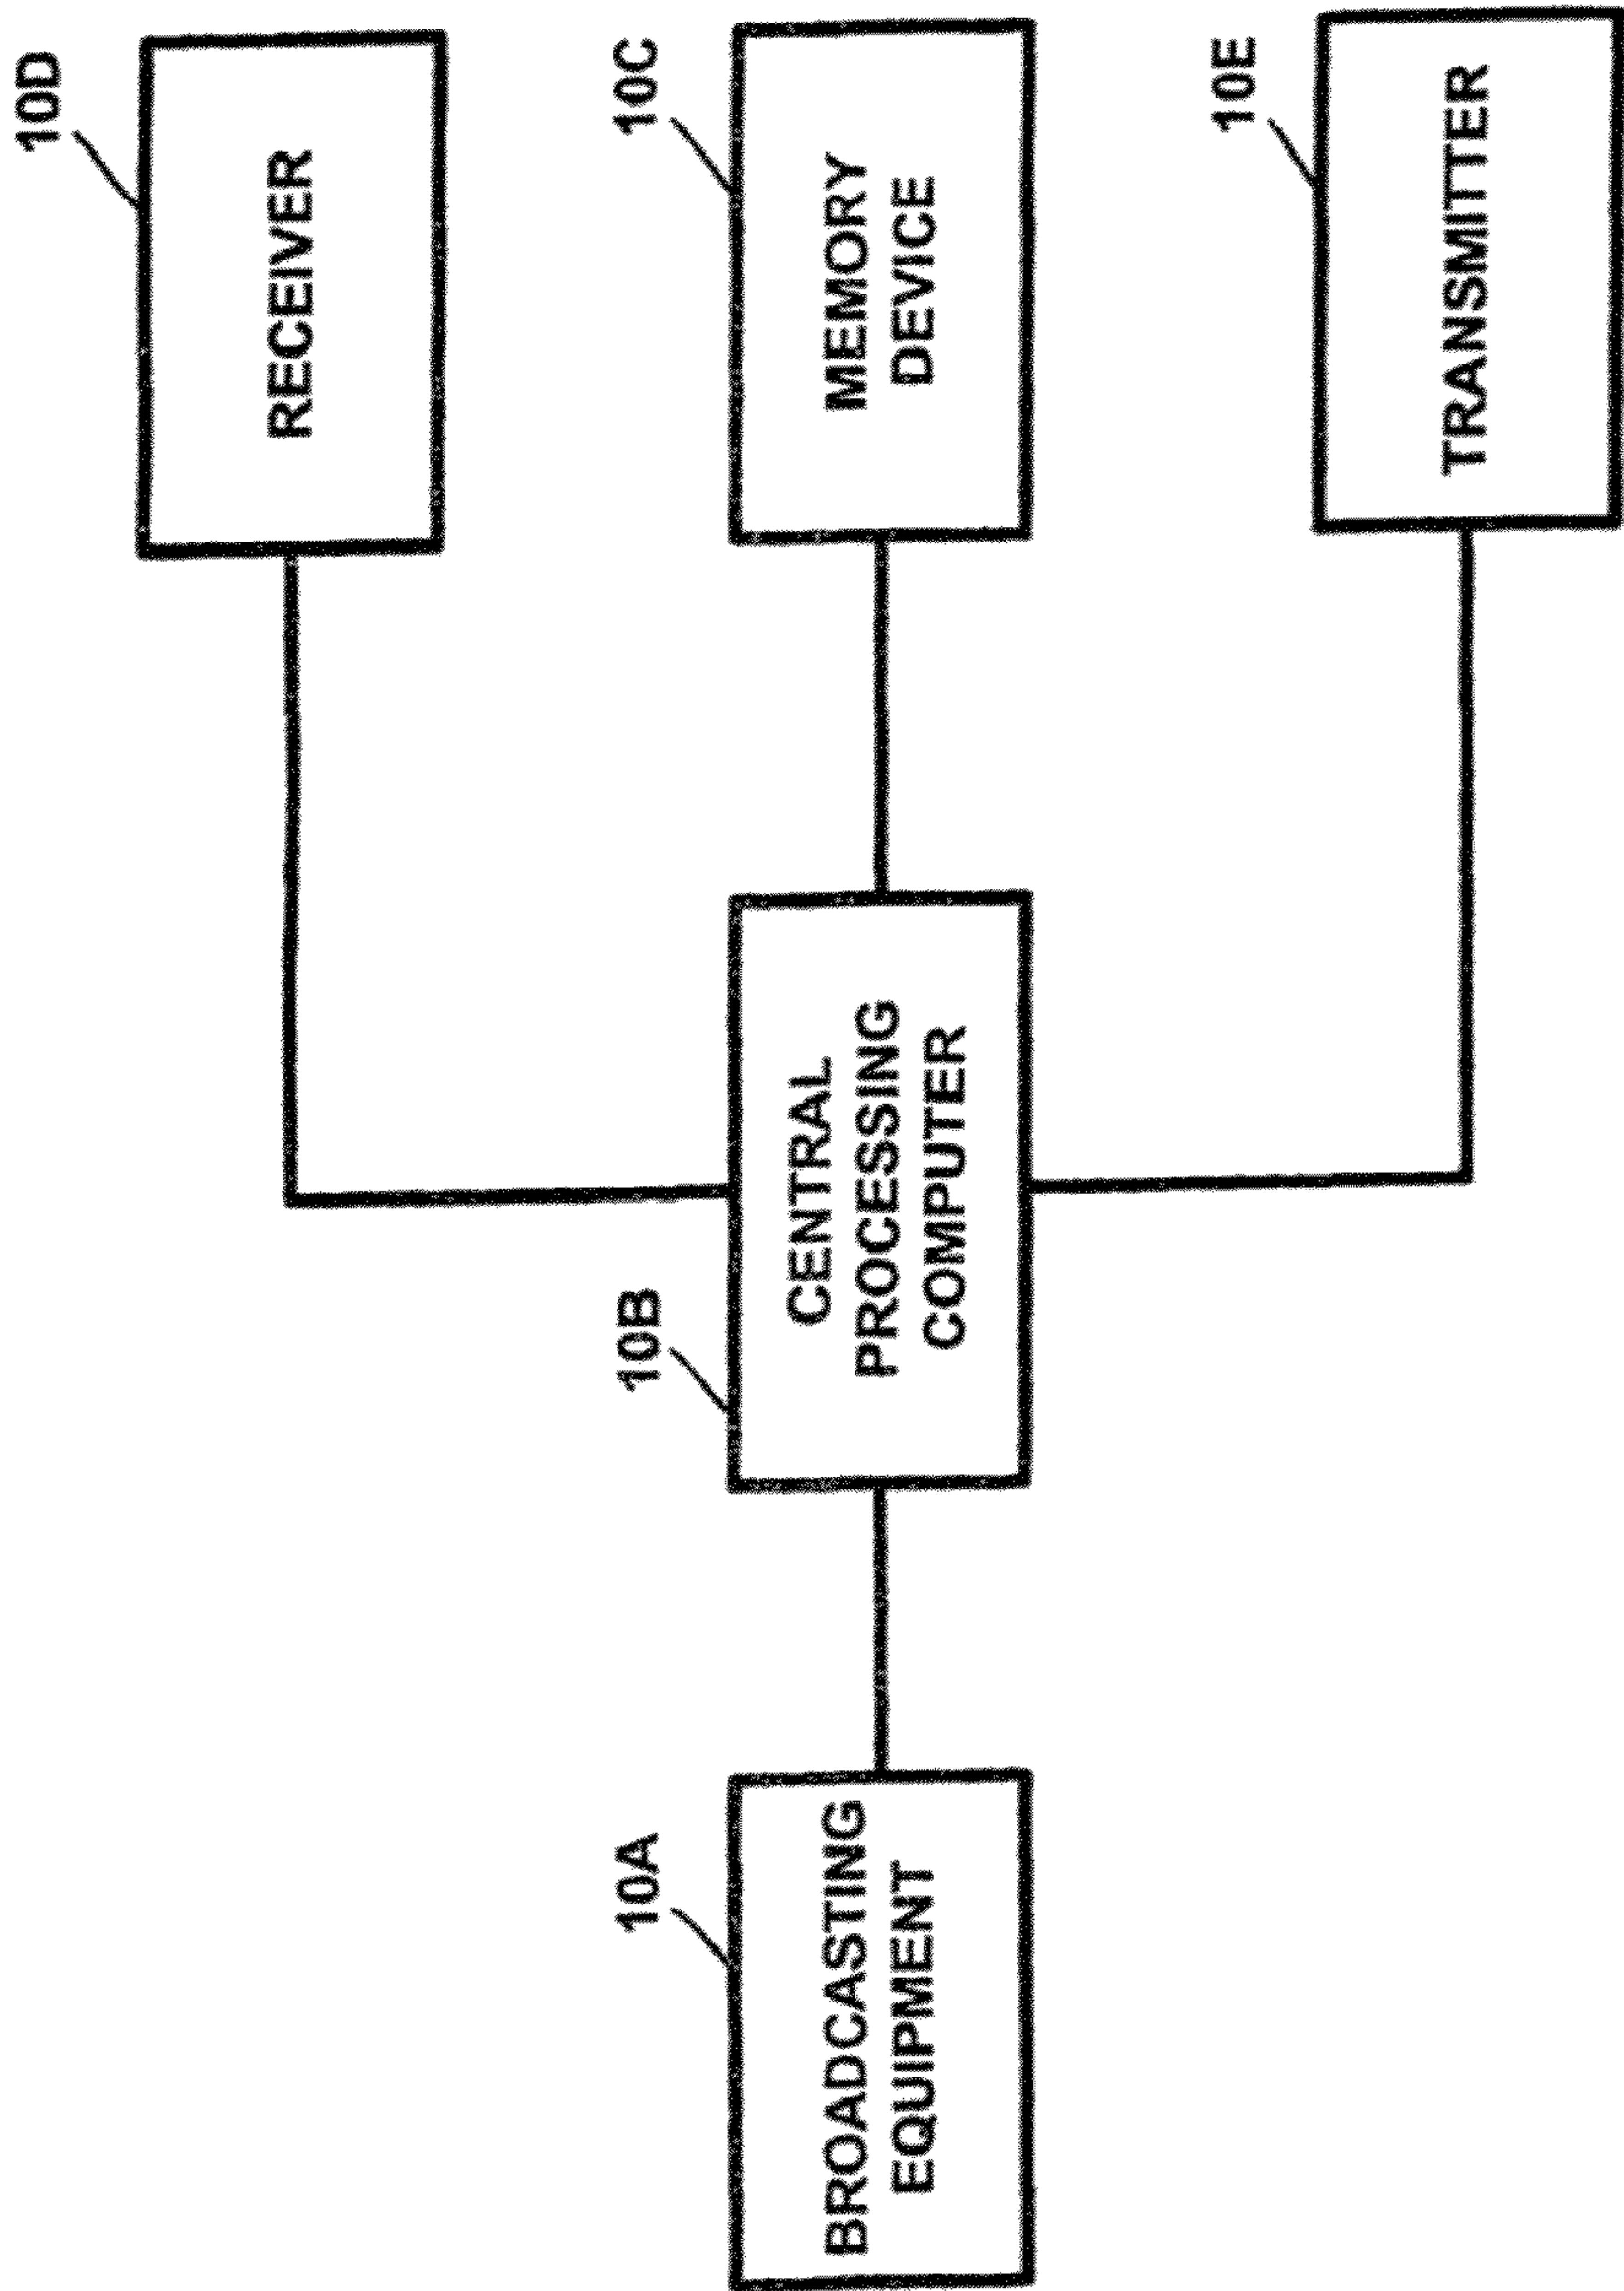 10D
RECEIVER
10A
BROADCASTING
EQUIPMENT
10B
CENTRAL
PROCESSING
COMPUTER
10C
MEMORY
DEVICE
10E
TRANSMITTER